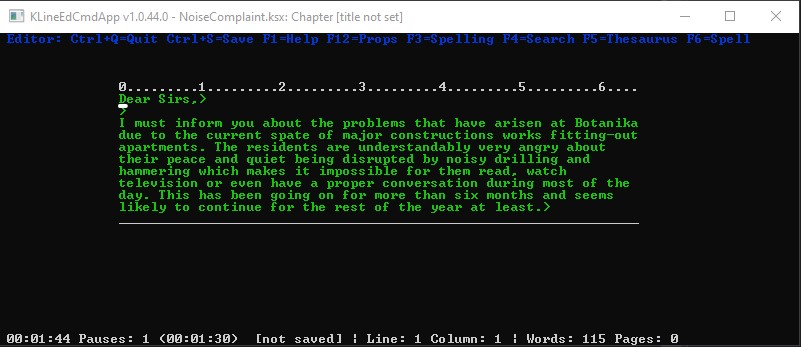 KLineEdCmdApp v1.0.44.0 - NoiseComplaint.ksx: Chapter [title not set]
Editor: Ctrl+Q=Quit Ctrl+S=Save F1=Help F12=Props F3=Spelling F4=Search F5=Thesaurus F6=Spell
0.........1.........2.........3.........4.........5.........6....
Dear Sirs,>
>
I must inform you about the problems that have arisen at Botanika
due to the current spate of major constructions works fitting-out
apartments. The residents are understandably very angry about
their peace and quiet being disrupted by noisy drilling and
hammering which makes it impossible for them read, watch
television or even have a proper conversation during most of the
day. This has been going on for more than six months and seems
likely to continue for the rest of the year at least.>
00:01:44 Pauses: 1 (00:01:30)  [not saved] ¦ Line: 1 Column: 1 ¦ Words: 115 Pages: 0